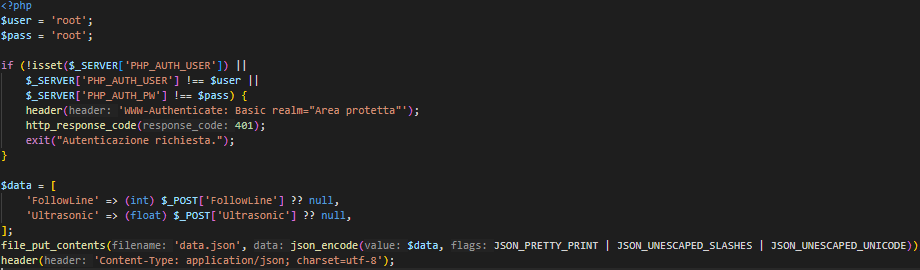 <?php
$user = 'root';
$pass = 'root';
if (!isset($_SERVER['PHP_AUTH_USER']) ||
$_SERVER['PHP_AUTH_USER'] !== $user ||
$_SERVER['PHP_AUTH_PW'] !== $pass) {
header(header: 'WWW-Authenticate: Basic realm="Area protetta"');
http_response_code(response_code: 401);
exit("Autenticazione richiesta.");
}
$data = [
'FollowLine' => (int) $_POST['FollowLine'] ?? null,
'Ultrasonic' => (float) $_POST['Ultrasonic'] ?? null,
];
file_put_contents(filename: 'data.json', data: json_encode(value: $data, flags: JSON_PRETTY_PRINT | JSON_UNESCAPED_SLASHES | JSON_UNESCAPED_UNICODE))
header(header: 'Content-Type: application/json; charset=utf-8');